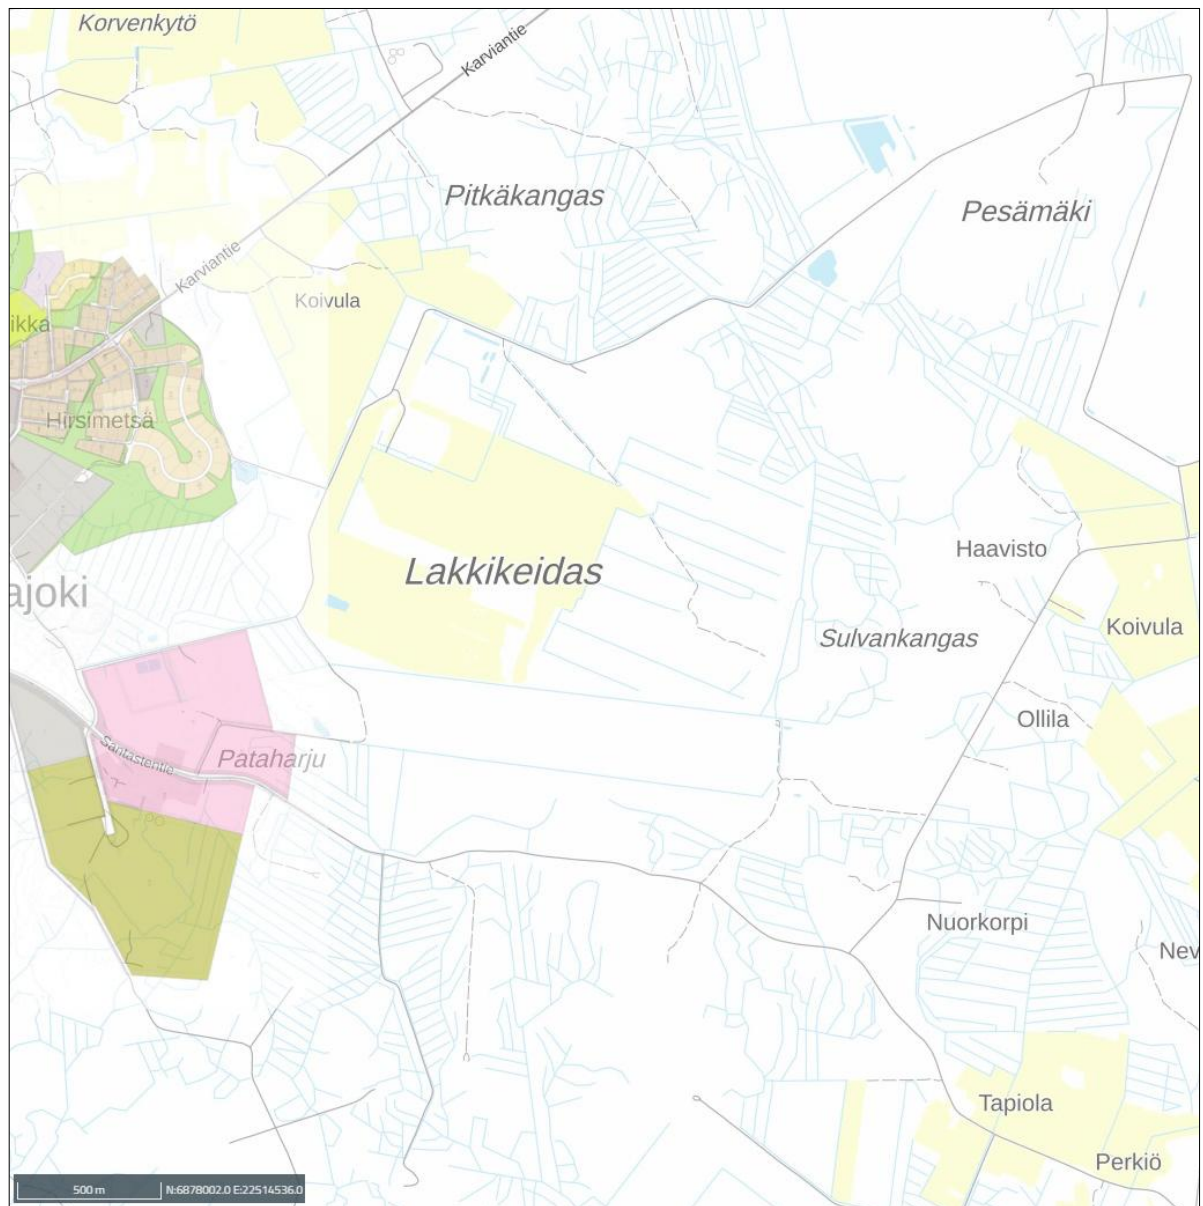 Korvenkytö
Karviantie
Pitkäkangas
Pesämäki
Karviantie
Koivula
ikka
Hirsimetsä
Haavisto
Lakkikeidas
ajoki
Koivula
Sulvankangas
Ollila
Santastentie
Pataharju
Nuorkorpi
Nev
Tapiola
Perkiö
500 m
N:6878002.0 E:22514536.0